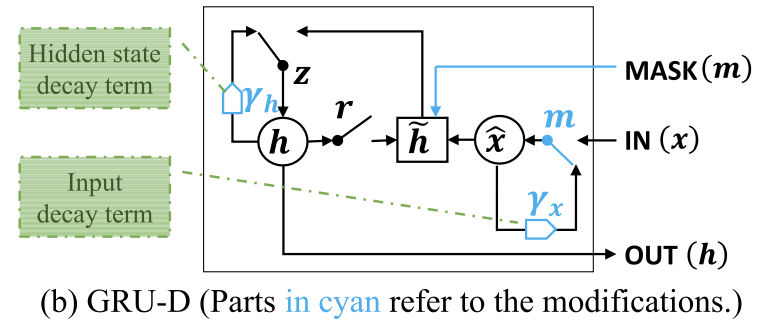 Hidden state
decay term
γh
z
r
MASK (m)
h
h̃
x̂
m
IN (x)
Input
decay term
γx
OUT (h)
(b) GRU-D (Parts in cyan refer to the modifications.)